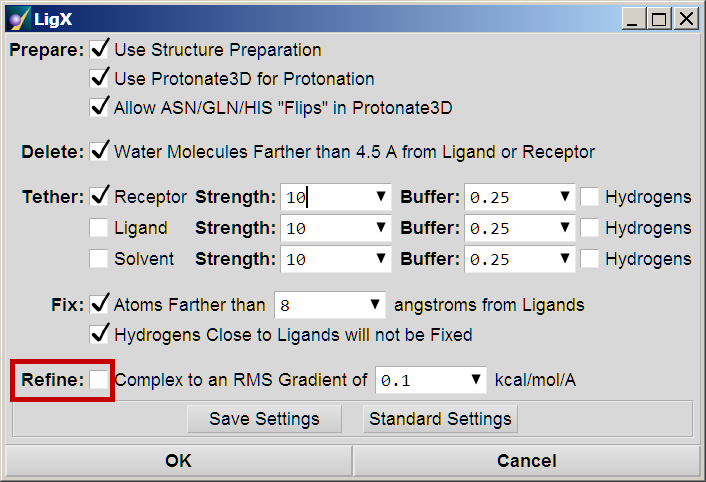 LigX
Prepare: Use Structure Preparation
Use Protonate3D for Protonation
Allow ASN/GLN/HIS "Flips" in Protonate3D
Delete: Water Molecules Farther than 4.5 A from Ligand or Receptor
Tether: Receptor Strength: 10 Buffer: 0.25 Hydrogens
Ligand Strength: 10 Buffer: 0.25 Hydrogens
Solvent Strength: 10 Buffer: 0.25 Hydrogens
Fix: Atoms Farther than 8 angstroms from Ligands
Hydrogens Close to Ligands will not be Fixed
Refine: Complex to an RMS Gradient of 0.1 kcal/mol/A
Save Settings Standard Settings
OK Cancel